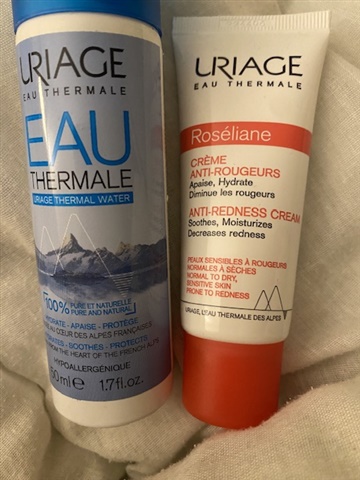 URIAGE
EAU THERMALE
EAU
THERMALE
URIAGE THERMAL WATER
100%
PURE ET NATURELLE
PURE AND NATURAL
HYDRATE - APAISE - PROTÈGE
AU CŒUR DES ALPES FRANÇAISES
HYDRATES - SOOTHES - PROTECTS
FROM THE HEART OF THE FRENCH ALPS
HYPOALLERGÉNIQUE
50ml e 1.7fl.oz.
URIAGE
EAU THERMALE
Roséliane
CRÈME
ANTI-ROUGEURS
Apaise, Hydrate
Diminue les rougeurs
ANTI-REDNESS CREAM
Soothes, Moisturizes
Decreases redness
PEAUX SENSIBLES À ROUGEURS
NORMALES À SÈCHES
NORMAL TO DRY,
SENSITIVE SKIN
PRONE TO REDNESS
URIAGE, L'EAU THERMALE DES ALPES